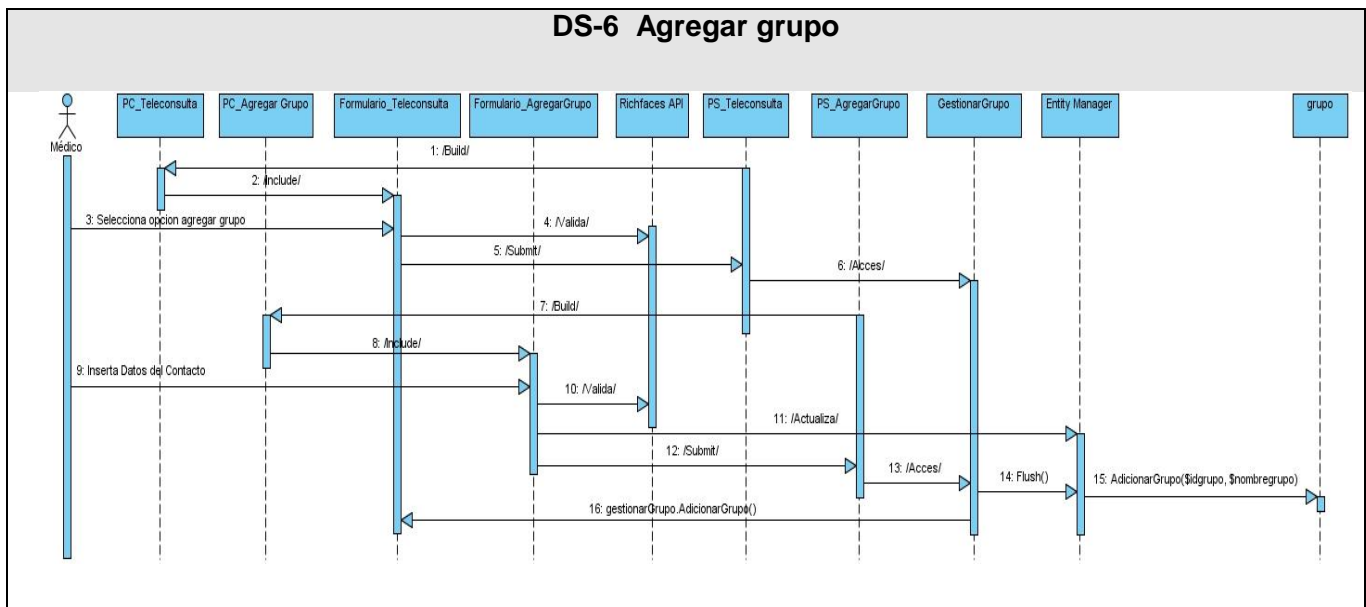 DS-6 Agregar grupo
PC_Teleconsulta
PC_Agregar Grupo
Formulario_Teleconsulta
Formulario_AgregarGrupo
Richfaces API
PS_Teleconsulta
PS_AgregarGrupo
GestionarGrupo
Entity Manager
grupo
Médico
1: /Build/
2: /Include/
3: Selecciona opcion agregar grupo
4: /Valida/
5: /Submit/
6: /Acces/
7: /Build/
8: /Include/
9: Inserta Datos del Contacto
10: /Valida/
11: /Actualiza/
12: /Submit/
13: /Acces/
14: Flush()
15: AdicionarGrupo($idgrupo, $nombregrupo)
16: gestionarGrupo.AdicionarGrupo()